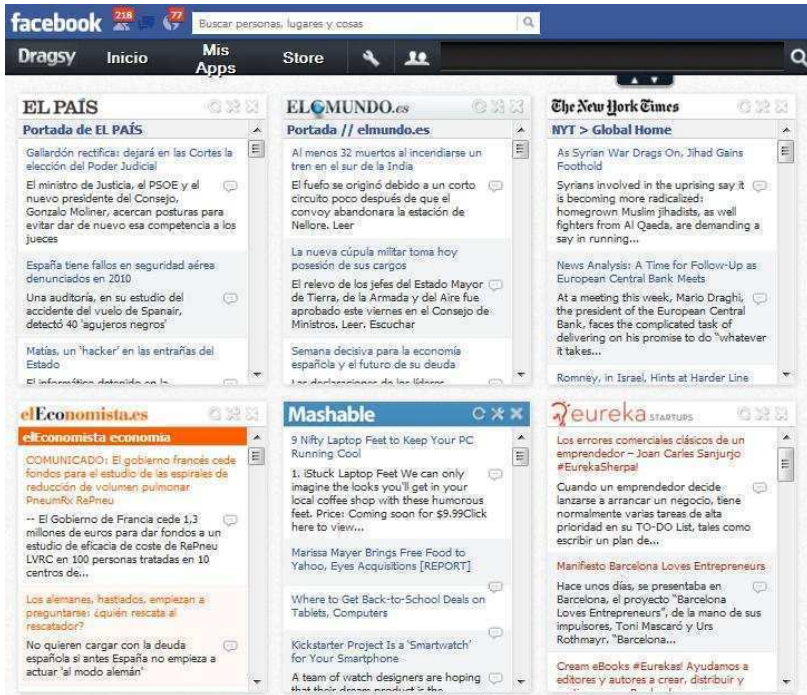 facebook 218 77 Buscar personas, lugares y cosas
Dragsy Inicio Mis Apps Store
EL PAÍS
Portada de EL PAÍS
Gallardón rectifica: dejará en las Cortes la
elección del Poder Judicial
El ministro de Justicia, el PSOE y el
nuevo presidente del Consejo,
Gonzalo Moliner, acercan posturas para
evitar dar de nuevo esa competencia a los
jueces
España tiene fallos en seguridad aérea
denunciados en 2010
Una auditoría, en su estudio del
accidente del vuelo de Spanair,
detectó 40 'agujeros negros'
Matías, un 'hacker' en las entrañas del
Estado
El informático detenido en la
ELMUNDO.es
Portada // elmundo.es
Al menos 32 muertos al incendiarse un
tren en el sur de la India
El fuefo se originó debido a un corto
circuito poco después de que el
convoy abandonara la estación de
Nellore. Leer
La nueva cúpula militar toma hoy
posesión de sus cargos
El relevo de los jefes del Estado Mayor
de Tierra, de la Armada y del Aire fue
aprobado este viernes en el Consejo de
Ministros. Leer. Escuchar
Semana decisiva para la economía
española y el futuro de su deuda
Las declaraciones de los líderes
The New York Times
NYT > Global Home
As Syrian War Drags On, Jihad Gains
Foothold
Syrians involved in the uprising say it
is becoming more radicalized:
homegrown Muslim jihadists, as well
fighters from Al Qaeda, are demanding a
say in running...
News Analysis: A Time for Follow-Up as
European Central Bank Meets
At a meeting this week, Mario Draghi,
the president of the European Central
Bank, faces the complicated task of
delivering on his promise to do "whatever
it takes...
Romney, in Israel, Hints at Harder Line
elEconomista.es
elEconomista economia
COMUNICADO: El gobierno francés cede
fondos para el estudio de las espirales de
reducción de volumen pulmonar
PneumRx RePneu
-- El Gobierno de Francia cede 1,3
millones de euros para dar fondos a un
estudio de eficacia de coste de RePneu
LVRC en 100 personas tratadas en 10
centros de...
Los alemanes, hastiados, empiezan a
preguntarse: ¿quién rescata al
rescatador?
No quieren cargar con la deuda
española si antes España no empieza a
actuar 'al modo alemán'
Mashable
9 Nifty Laptop Feet to Keep Your PC
Running Cool
1. iStuck Laptop Feet We can only
imagine the looks you'll get in your
local coffee shop with these humorous
feet. Price: Coming soon for $9.99Click
here to view...
Marissa Mayer Brings Free Food to
Yahoo, Eyes Acquisitions [REPORT]
Where to Get Back-to-School Deals on
Tablets, Computers
Kickstarter Project Is a 'Smartwatch'
for Your Smartphone
A team of watch designers are hoping
that their dream product is the
eureka STARTUPS
Los errores comerciales clásicos de un
emprendedor – Joan Carles Sanjurjo
#EurekaSherpa!
Cuando un emprendedor decide
lanzarse a arrancar un negocio, tiene
normalmente varias tareas de alta
prioridad en su TO-DO List, tales como
escribir un plan de...
Manifiesto Barcelona Loves Entrepreneurs
Hace unos días, se presentaba en
Barcelona, el proyecto "Barcelona
Loves Entrepreneurs", de la mano de sus
impulsores, Toni Mascaró y Urs
Rothmayr. "Barcelona...
Cream eBooks #Eurekas! Ayudamos a
editores y autores a crear, distribuir y